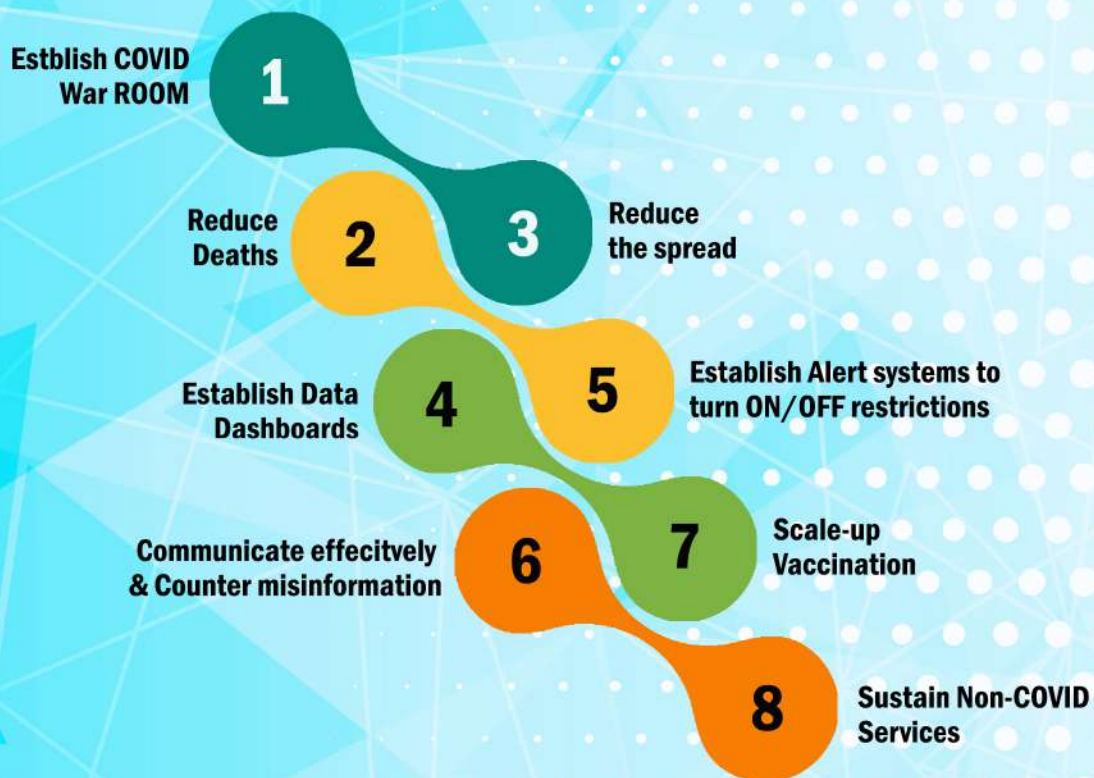 Estblish COVID
War ROOM
1
Reduce
Deaths
2
3
Reduce
the spread
Establish Data
Dashboards
4
5
Establish Alert systems to
turn ON/OFF restrictions
Communicate effecitvely
& Counter misinformation
6
7
Scale-up
Vaccination
8
Sustain Non-COVID
Services